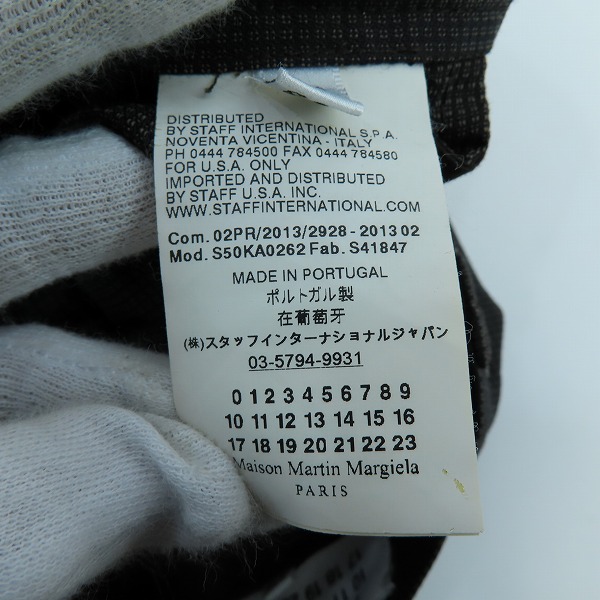 DISTRIBUTED
BY STAFF INTERNATIONAL S.P.A.
NOVENTA VICENTINA - ITALY
PH 0444 784500 FAX 0444 784580
FOR U.S.A. ONLY
IMPORTED AND DISTRIBUTED
BY STAFF U.S.A. INC.
WWW.STAFFINTERNATIONAL.COM
Com. 02PR/2013/2928 - 2013 02
Mod. S50KA0262 Fab. S41847
MADE IN PORTUGAL
ポルトガル製
在葡萄牙
(株)スタッフインターナショナルジャパン
03-5794-9931
0 1 2 3 4 5 6 7 8 9
10 11 12 13 14 15 16
17 18 19 20 21 22 23
Maison Martin Margiela
PARIS